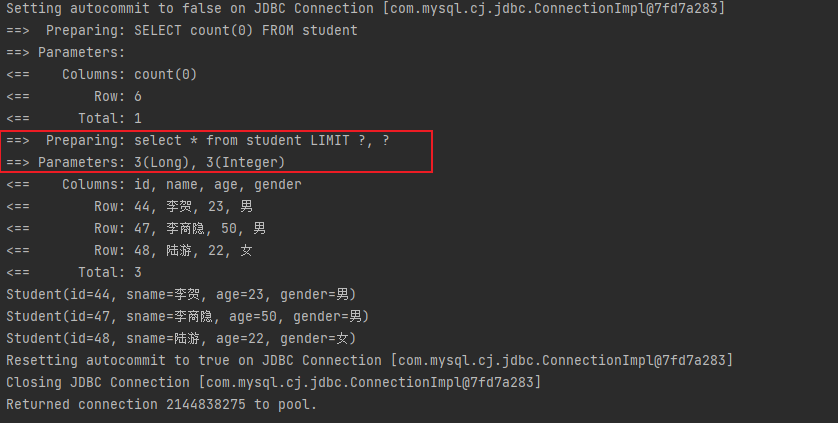 Setting autocommit to false on JDBC Connection [com.mysql.cj.jdbc.ConnectionImpl@7fd7a283]
==>  Preparing: SELECT count(0) FROM student
==> Parameters:
<==    Columns: count(0)
<==        Row: 6
<==      Total: 1
==>  Preparing: select * from student LIMIT ?, ?
==> Parameters: 3(Long), 3(Integer)
<==    Columns: id, name, age, gender
<==        Row: 44, 李贺, 23, 男
<==        Row: 47, 李商隐, 50, 男
<==        Row: 48, 陆游, 22, 女
<==      Total: 3
Student(id=44, sname=李贺, age=23, gender=男)
Student(id=47, sname=李商隐, age=50, gender=男)
Student(id=48, sname=陆游, age=22, gender=女)
Resetting autocommit to true on JDBC Connection [com.mysql.cj.jdbc.ConnectionImpl@7fd7a283]
Closing JDBC Connection [com.mysql.cj.jdbc.ConnectionImpl@7fd7a283]
Returned connection 2144838275 to pool.